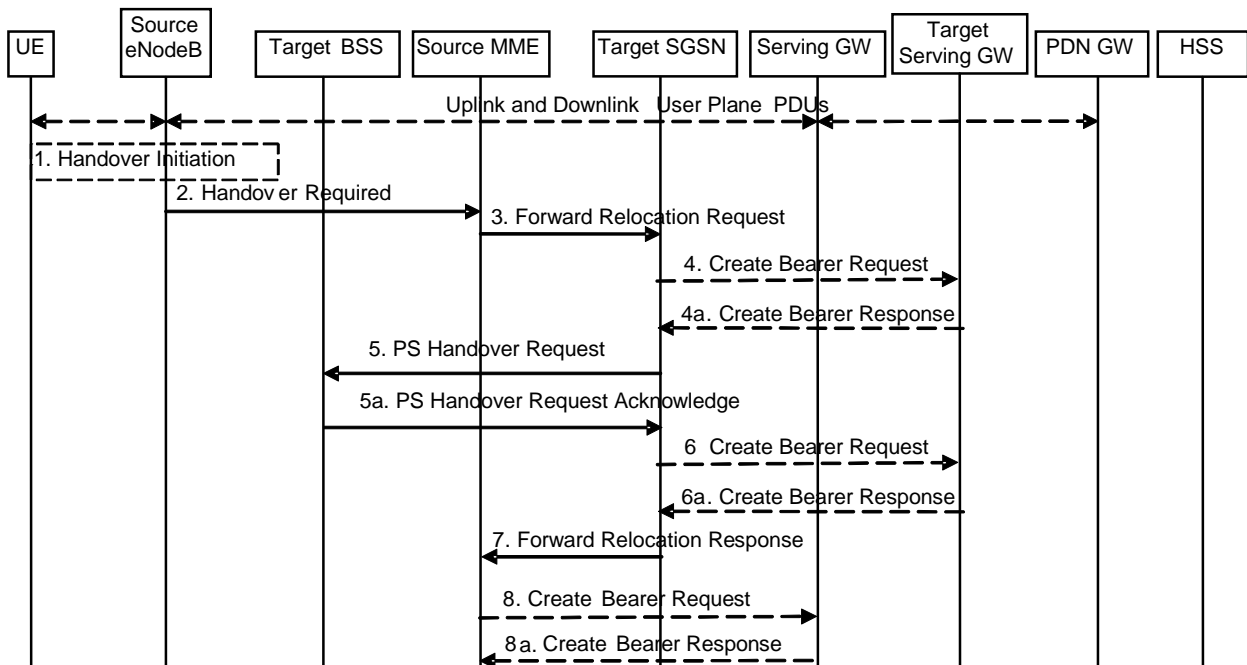 UE
Source
eNodeB
Target BSS
Source MME
Target SGSN
Serving GW
Target
Serving GW
PDN GW
HSS
Uplink and Downlink User Plane PDUs
1. Handover Initiation
2. Handover Required
3. Forward Relocation Request
4. Create Bearer Request
4a. Create Bearer Response
5. PS Handover Request
5a. PS Handover Request Acknowledge
6 Create Bearer Request
6a. Create Bearer Response
7. Forward Relocation Response
8. Create Bearer Request
8a. Create Bearer Response